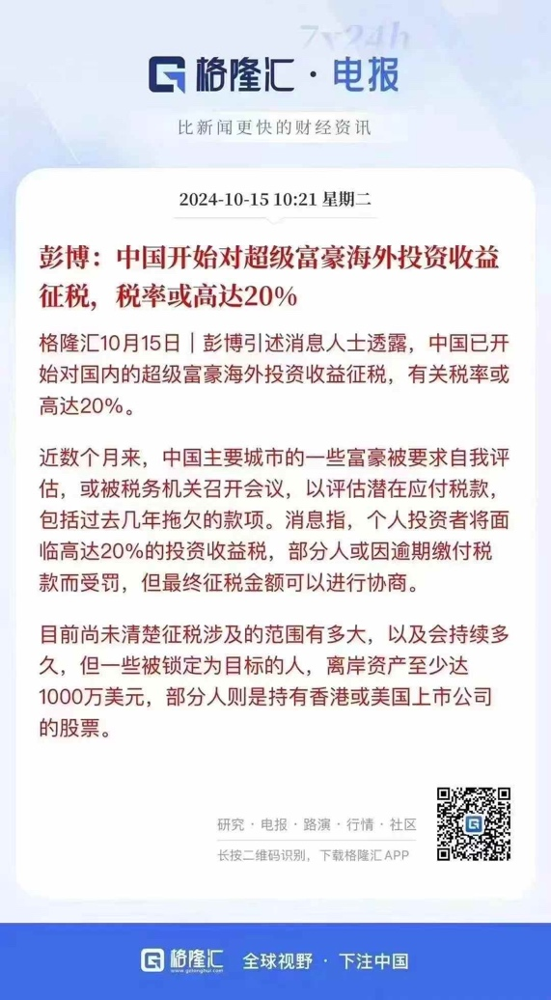 7x24h
格隆汇·电报
比新闻更快的财经资讯
2024-10-15 10:21 星期二
彭博：中国开始对超级富豪海外投资收益
征税，税率或高达20%
格隆汇10月15日｜彭博引述消息人士透露，中国已开
始对国内的超级富豪海外投资收益征税，有关税率或
高达20%。
近数个月来，中国主要城市的一些富豪被要求自我评
估，或被税务机关召开会议，以评估潜在应付税款，
包括过去几年拖欠的款项。消息指，个人投资者将面
临高达20%的投资收益税，部分人或因逾期缴付税
款而受罚，但最终征税金额可以进行协商。
目前尚未清楚征税涉及的范围有多大，以及会持续多
久，但一些被锁定为目标的人，离岸资产至少达
1000万美元，部分人则是持有香港或美国上市公司
的股票。
研究·电报·路演·行情·社区
长按二维码识别，下载格隆汇APP
格隆汇 全球视野·下注中国
www.gelonghui.com